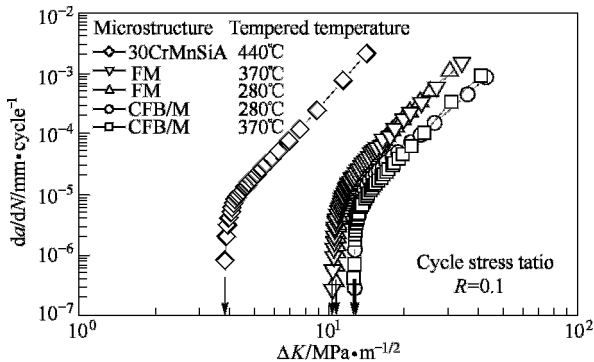 Microstructure Tempered temperature
30CrMnSiA 440℃
FM 370℃
FM 280℃
CFB/M 280℃
CFB/M 370℃
10⁻²
10⁻³
10⁻⁴
10⁻⁵
10⁻⁶
10⁻⁷
da/dN/mm•cycle⁻¹
Cycle stress tatio
R=0.1
10⁰ 10¹ 10²
ΔK/MPa•m⁻¹/²